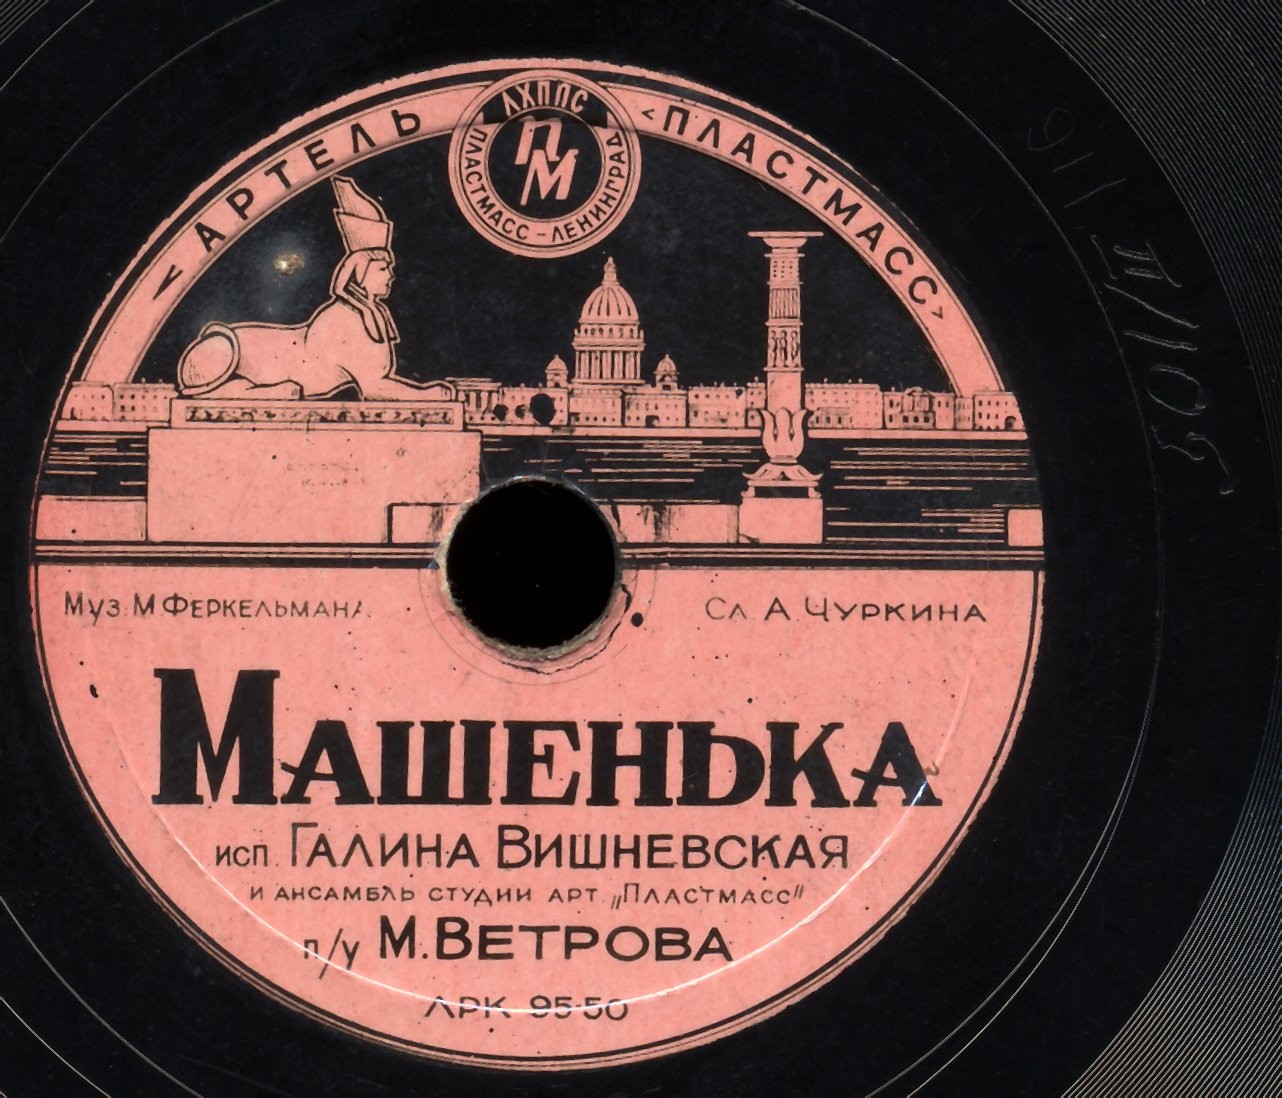 «АРТЕЛЬ «ПЛАСТМАСС»
ЛХППС
ПМ
ПЛАСТМАСС-ЛЕНИНГРАД
Муз. М ФЕРКЕЛЬМАНА.
Сл А. ЧУРКИНА
МАШЕНЬКА
исп. ГАЛИНА ВИШНЕВСКАЯ
И АНСАМБЛЬ СТУДИИ АРТ. „ПЛАСТМАСС"
п/у М. ВЕТРОВА
ЛРК 95-50